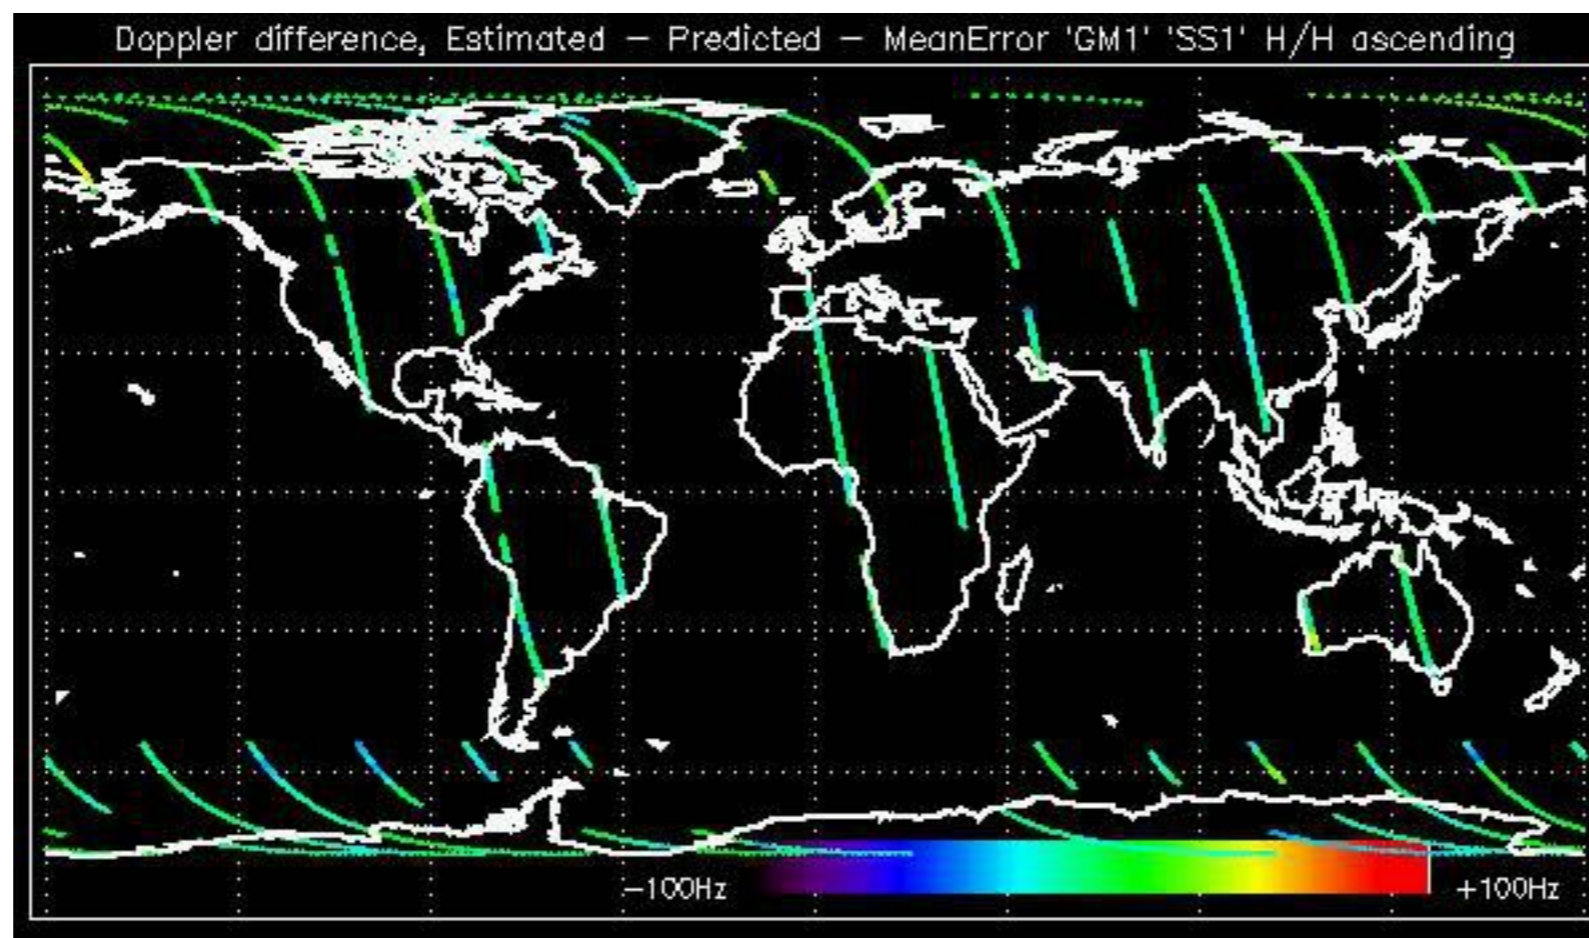 Doppler difference, Estimated – Predicted – MeanError 'GM1' 'SS1' H/H ascending
−100Hz
+100Hz